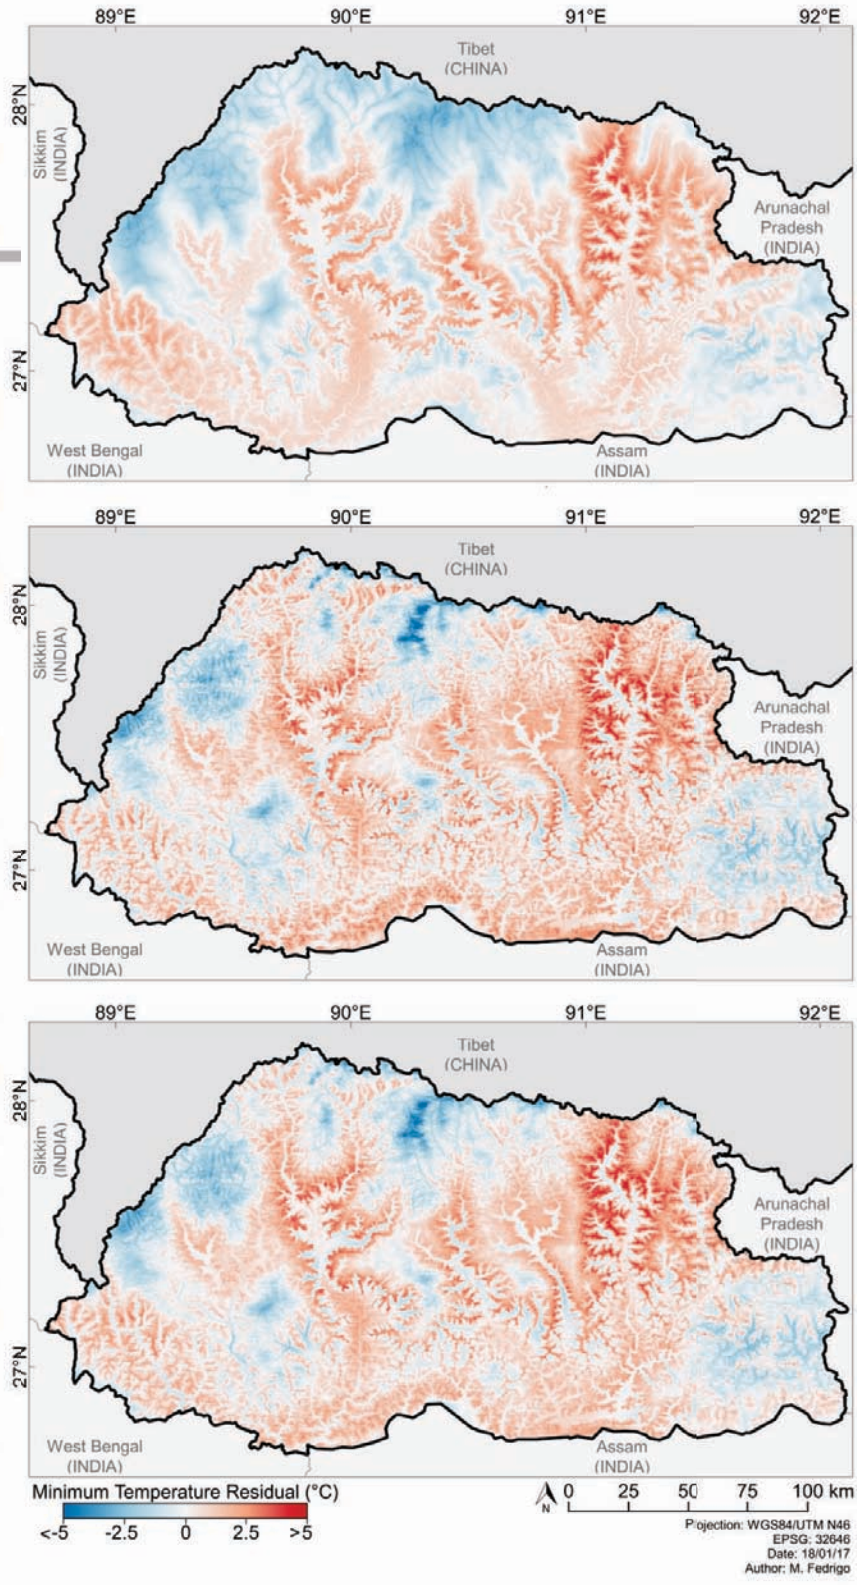 89°E 90°E 91°E 92°E
Tibet
(CHINA)
28°N
Sikkim
(INDIA)
Arunachal
Pradesh
(INDIA)
27°N
West Bengal
(INDIA)
Assam
(INDIA)
89°E 90°E 91°E 92°E
Tibet
(CHINA)
28°N
Sikkim
(INDIA)
Arunachal
Pradesh
(INDIA)
27°N
West Bengal
(INDIA)
Assam
(INDIA)
89°E 90°E 91°E 92°E
Tibet
(CHINA)
28°N
Sikkim
(INDIA)
Arunachal
Pradesh
(INDIA)
27°N
West Bengal
(INDIA)
Assam
(INDIA)
Minimum Temperature Residual (°C)
<-5 -2.5 0 2.5 >5
N
0 25 50 75 100 km
Projection: WGS84/UTM N46
EPSG: 32646
Date: 18/01/17
Author: M. Fedrigo